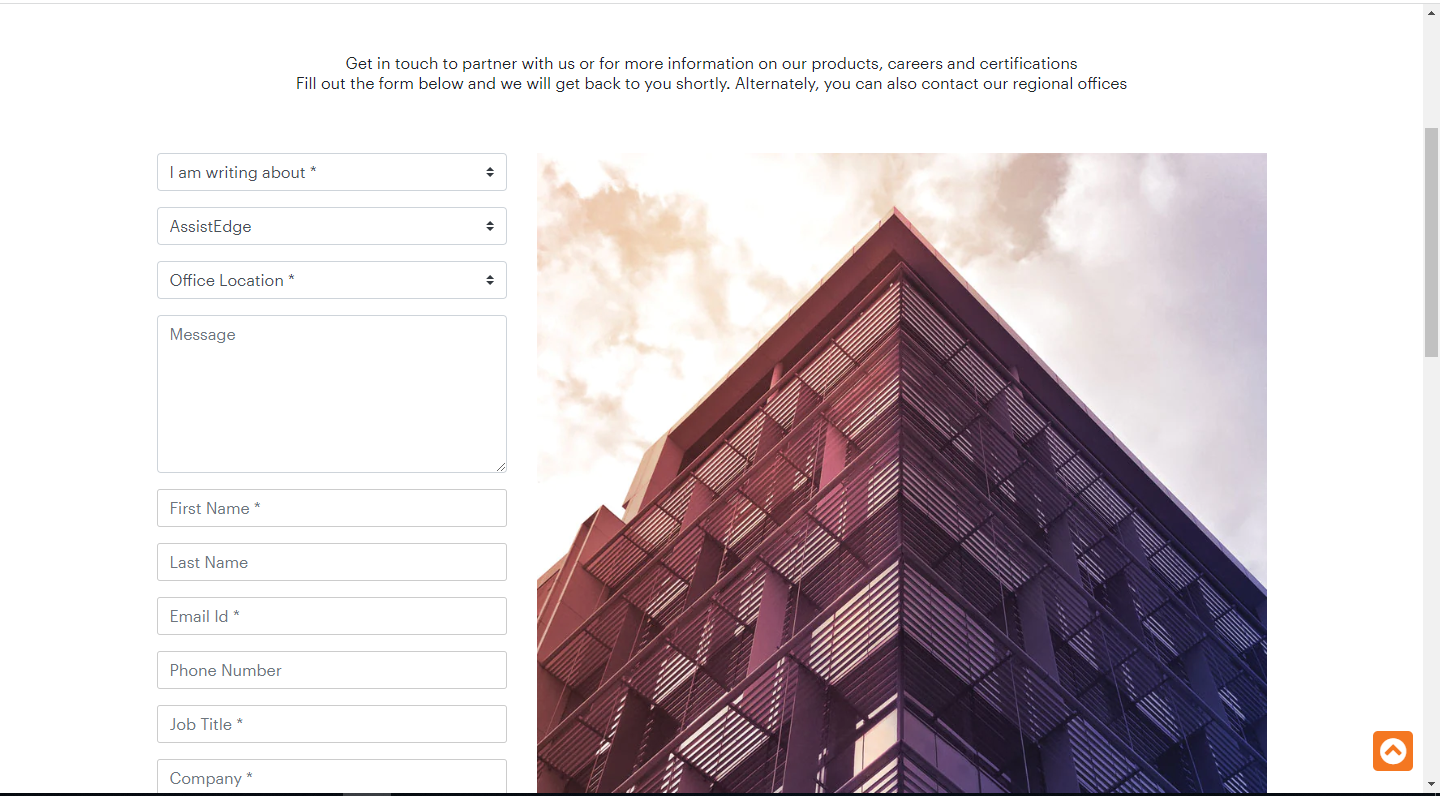 Get in touch to partner with us or for more information on our products, careers and certifications
Fill out the form below and we will get back to you shortly. Alternately, you can also contact our regional offices
I am writing about *
AssistEdge
Office Location *
Message
First Name *
Last Name
Email Id *
Phone Number
Job Title *
Company *